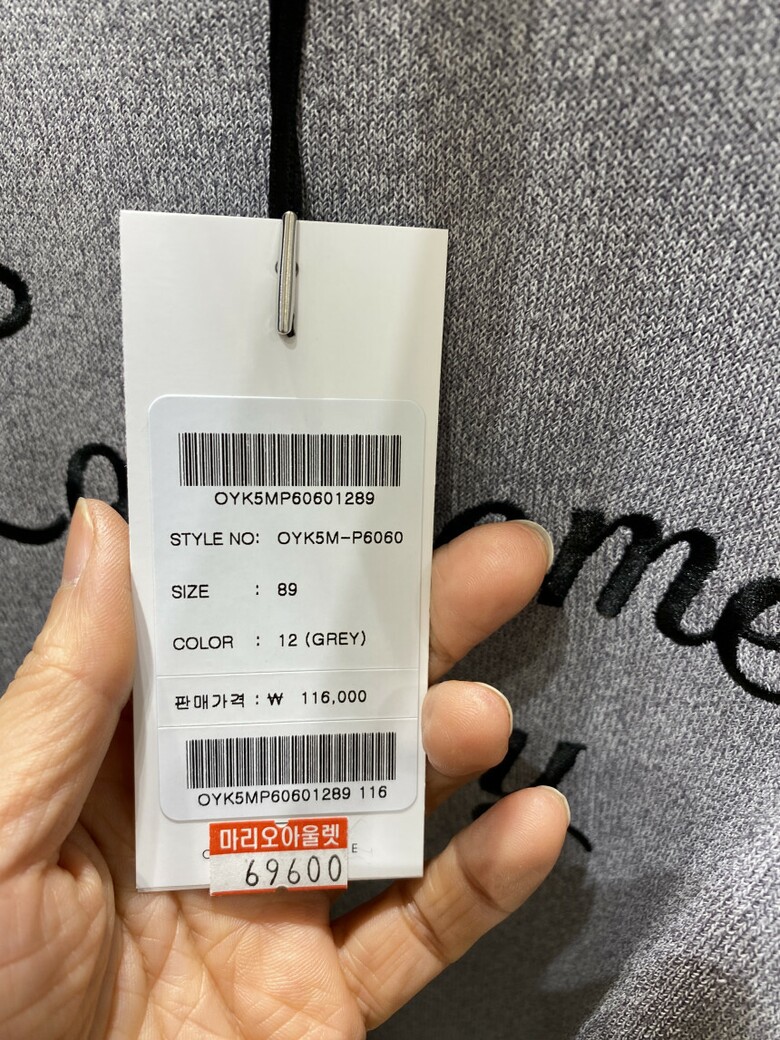 OYK5MP60601289
STYLE NO: OYK5M-P6060
SIZE : 89
COLOR : 12 (GREY)
판매가격 : ₩ 116,000
OYK5MP60601289 116
마리오아울렛
69600